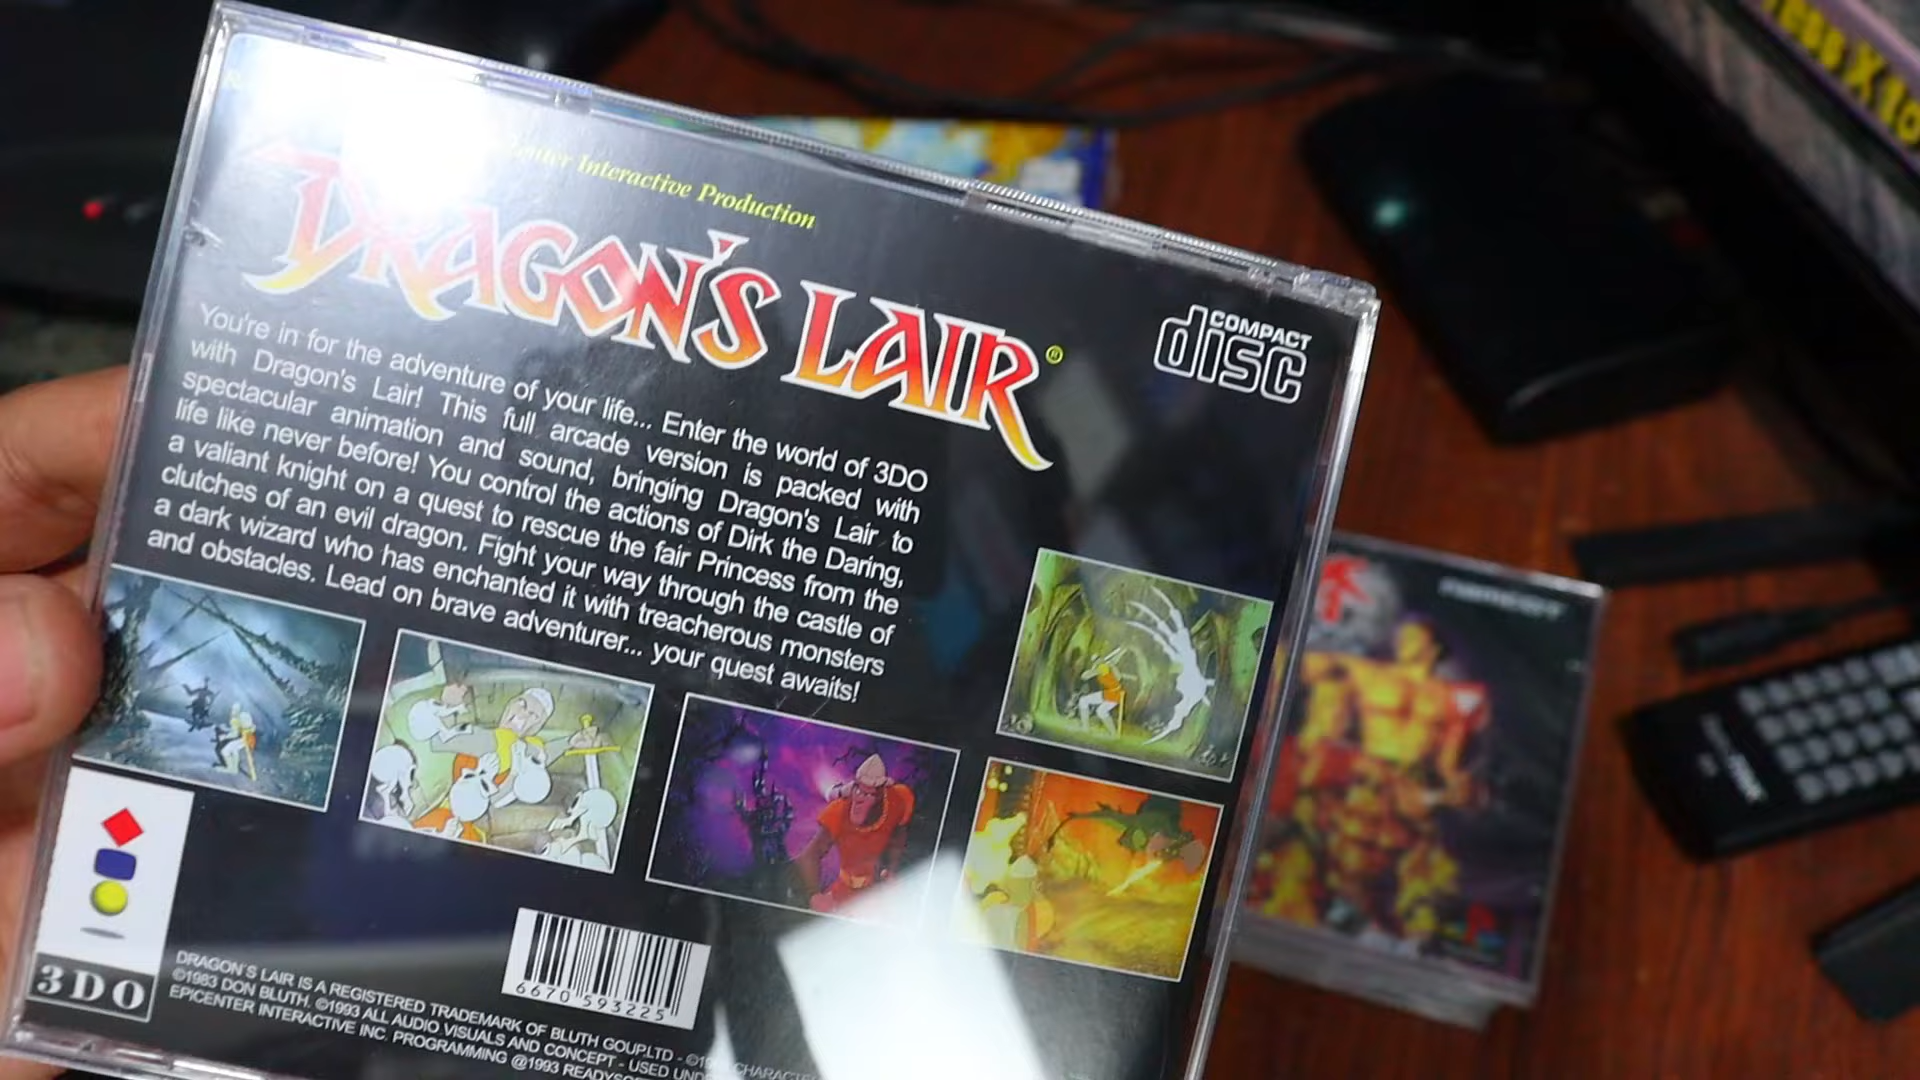 Interactive Production
DRAGON'S LAIR®
COMPACT
disc
You're in for the adventure of your life... Enter the world of 3DO
with Dragon's Lair! This full arcade version is packed with
spectacular animation and sound, bringing Dragon's Lair to
life like never before! You control the actions of Dirk the Daring,
a valiant knight on a quest to rescue the fair Princess from the
clutches of an evil dragon. Fight your way through the castle of
a dark wizard who has enchanted it with treacherous monsters
and obstacles. Lead on brave adventurer... your quest awaits!
3DO
6670 593225
DRAGON'S LAIR IS A REGISTERED TRADEMARK OF BLUTH GOUP.LTD -
©1983 DON BLUTH. ©1993 ALL AUDIO VISUALS AND CONCEPT - USED
EPICENTER INTERACTIVE INC. PROGRAMMING @1993
namcot